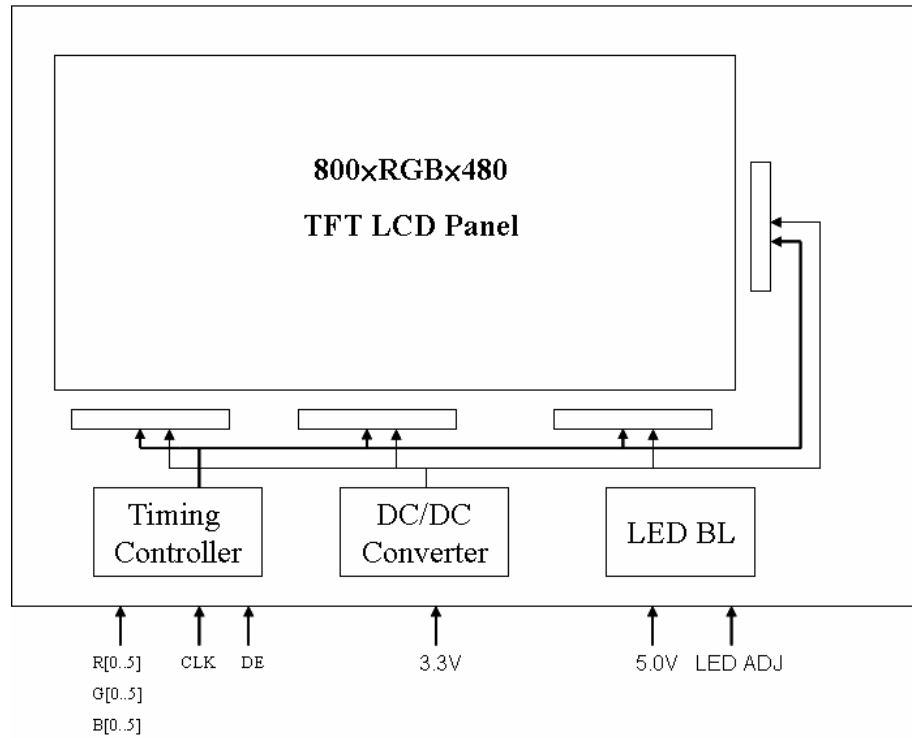 800xRGBx480
TFT LCD Panel
Timing
Controller
DC/DC
Converter
LED BL
R[0..5]
G[0..5]
B[0..5]
CLK
DE
3.3V
5.0V
LED ADJ